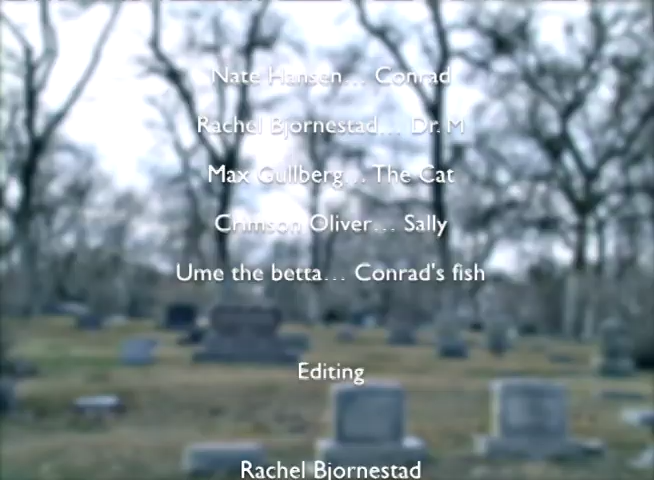 Nate Hansen... Conrad
Rachel Bjornestad... Dr. M
Max Gullberg... The Cat
Crimson Oliver... Sally
Ume the betta... Conrad's fish
Editing
Rachel Bjornestad